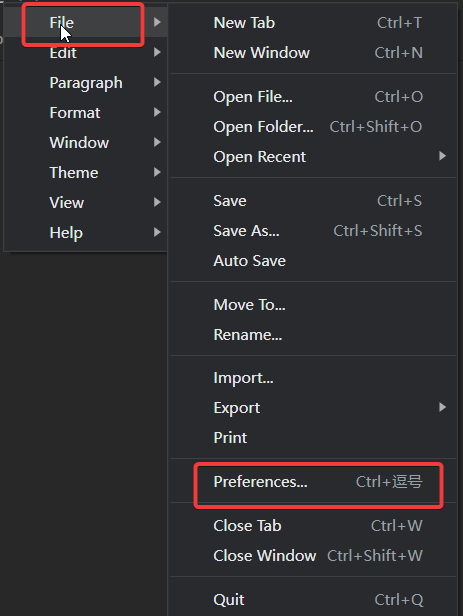 File
Edit
Paragraph
Format
Window
Theme
View
Help
New Tab Ctrl+T
New Window Ctrl+N
Open File... Ctrl+O
Open Folder... Ctrl+Shift+O
Open Recent
Save Ctrl+S
Save As... Ctrl+Shift+S
Auto Save
Move To...
Rename...
Import...
Export
Print
Preferences... Ctrl+逗号
Close Tab Ctrl+W
Close Window Ctrl+Shift+W
Quit Ctrl+Q